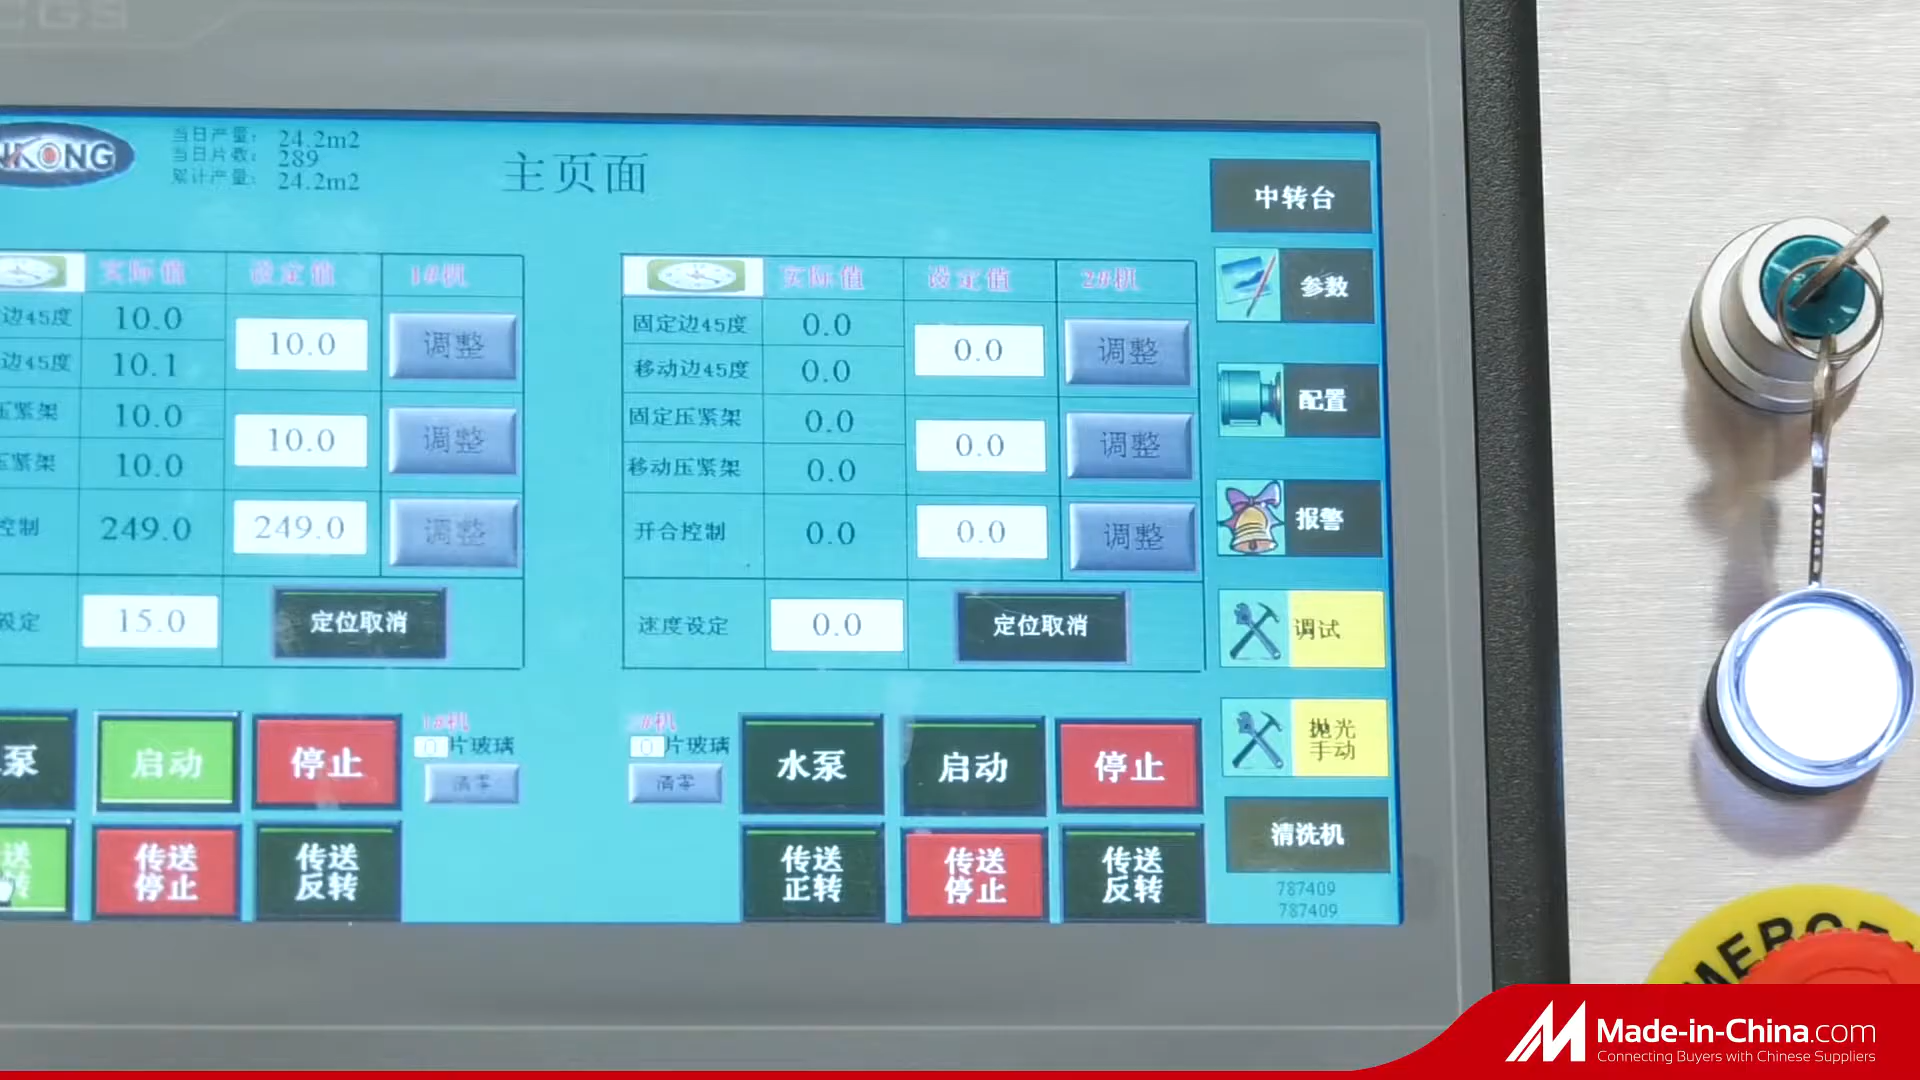 CGS
NKONG
当日产量: 24.2m2
当日片数: 289
累计产量: 24.2m2
主页面
中转台
参数
配置
报警
调试
抛光
手动
清洗机
787409
787409
实际值 设定值 1#机
边45度 10.0
10.0 调整
边45度 10.1
压紧架 10.0
10.0 调整
压紧架 10.0
控制 249.0 249.0 调整
设定 15.0 定位取消
实际值 设定值 2#机
固定边45度 0.0
0.0 调整
移动边45度 0.0
固定压紧架 0.0
0.0 调整
移动压紧架 0.0
开合控制 0.0 0.0 调整
速度设定 0.0 定位取消
泵 启动 停止
1#机
0 片玻璃
清零
送
转
传送
停止
传送
反转
2#机
0 片玻璃
清零
水泵 启动 停止
传送
正转
传送
停止
传送
反转
MERGE
Made-in-China.com
Connecting Buyers with Chinese Suppliers